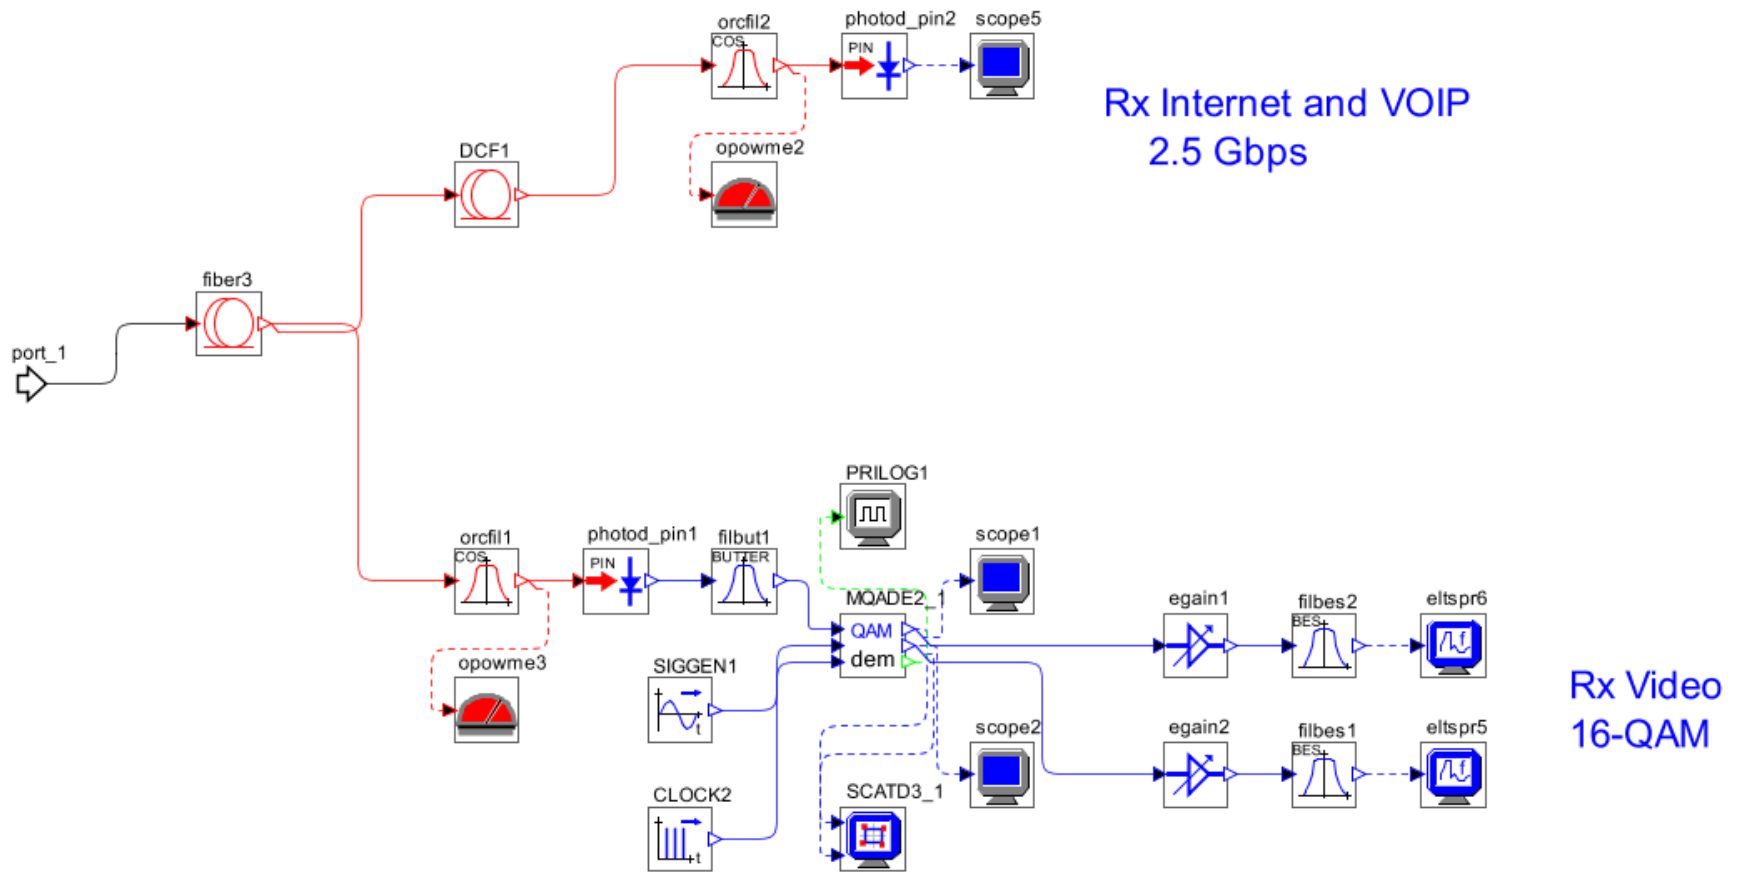 orcfil2
photod_pin2
scope5
COS
PIN
Rx Internet and VOIP
2.5 Gbps
opowme2
DCF1
fiber3
port_1
PRILOG1
orcfil1
photod_pin1
filbut1
scope1
COS
PIN
BUTTER
MQADE2_1
QAM
dem
egain1
filbes2
eltspr6
BES
f
opowme3
SIGGEN1
t
Rx Video
16-QAM
scope2
egain2
filbes1
eltspr5
BES
f
CLOCK2
t
SCATD3_1